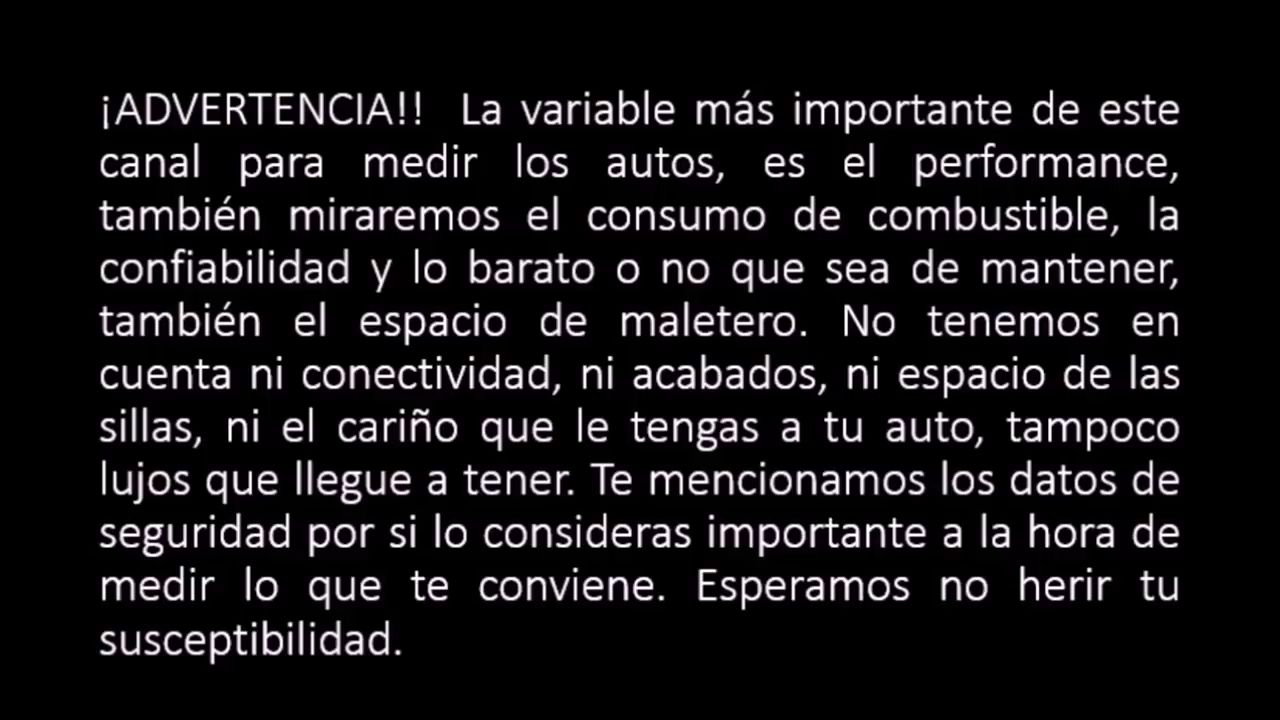 ¡ADVERTENCIA!! La variable más importante de este
canal para medir los autos, es el performance,
también miraremos el consumo de combustible, la
confiabilidad y lo barato o no que sea de mantener,
también el espacio de maletero. No tenemos en
cuenta ni conectividad, ni acabados, ni espacio de las
sillas, ni el cariño que le tengas a tu auto, tampoco
lujos que llegue a tener. Te mencionamos los datos de
seguridad por si lo consideras importante a la hora de
medir lo que te conviene. Esperamos no herir tu
susceptibilidad.